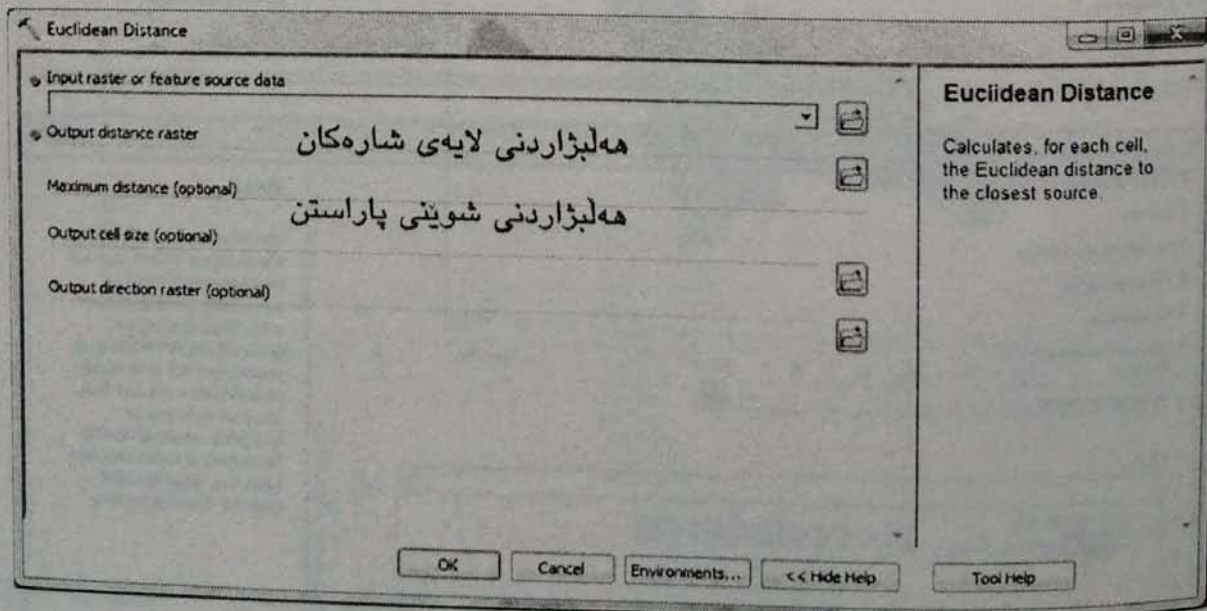 Euclidean Distance
Input raster or feature source data
Output distance raster
هەڵبژاردنی لایەی شارەکان
Maximum distance (optional)
هەڵبژاردنی شوێنی پاراستن
Output cell size (optional)
Output direction raster (optional)
OK
Cancel
Environments...
<< Hide Help
Euclidean Distance
Calculates, for each cell,
the Euclidean distance to
the closest source.
Tool Help